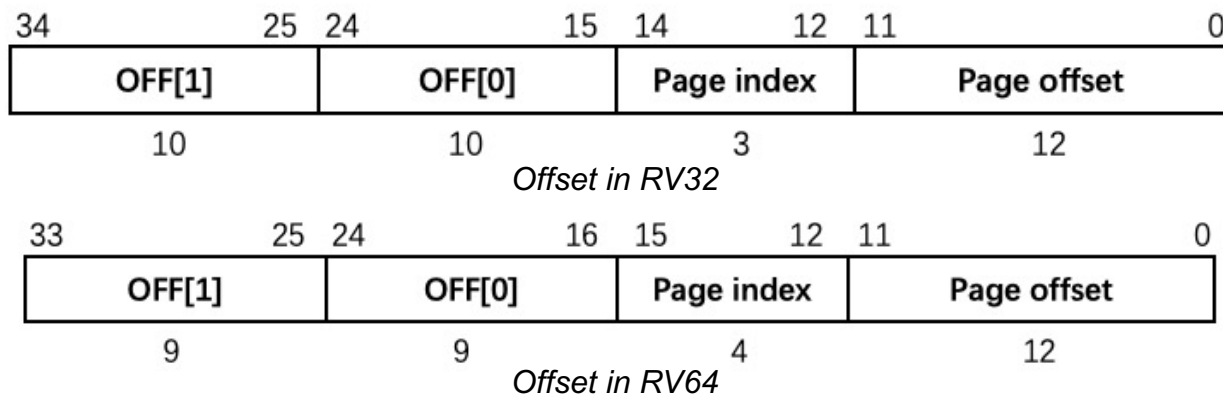 34 25 24 15 14 12 11 0
OFF[1] OFF[0] Page index Page offset
10 10 3 12
Offset in RV32
33 25 24 16 15 12 11 0
OFF[1] OFF[0] Page index Page offset
9 9 4 12
Offset in RV64